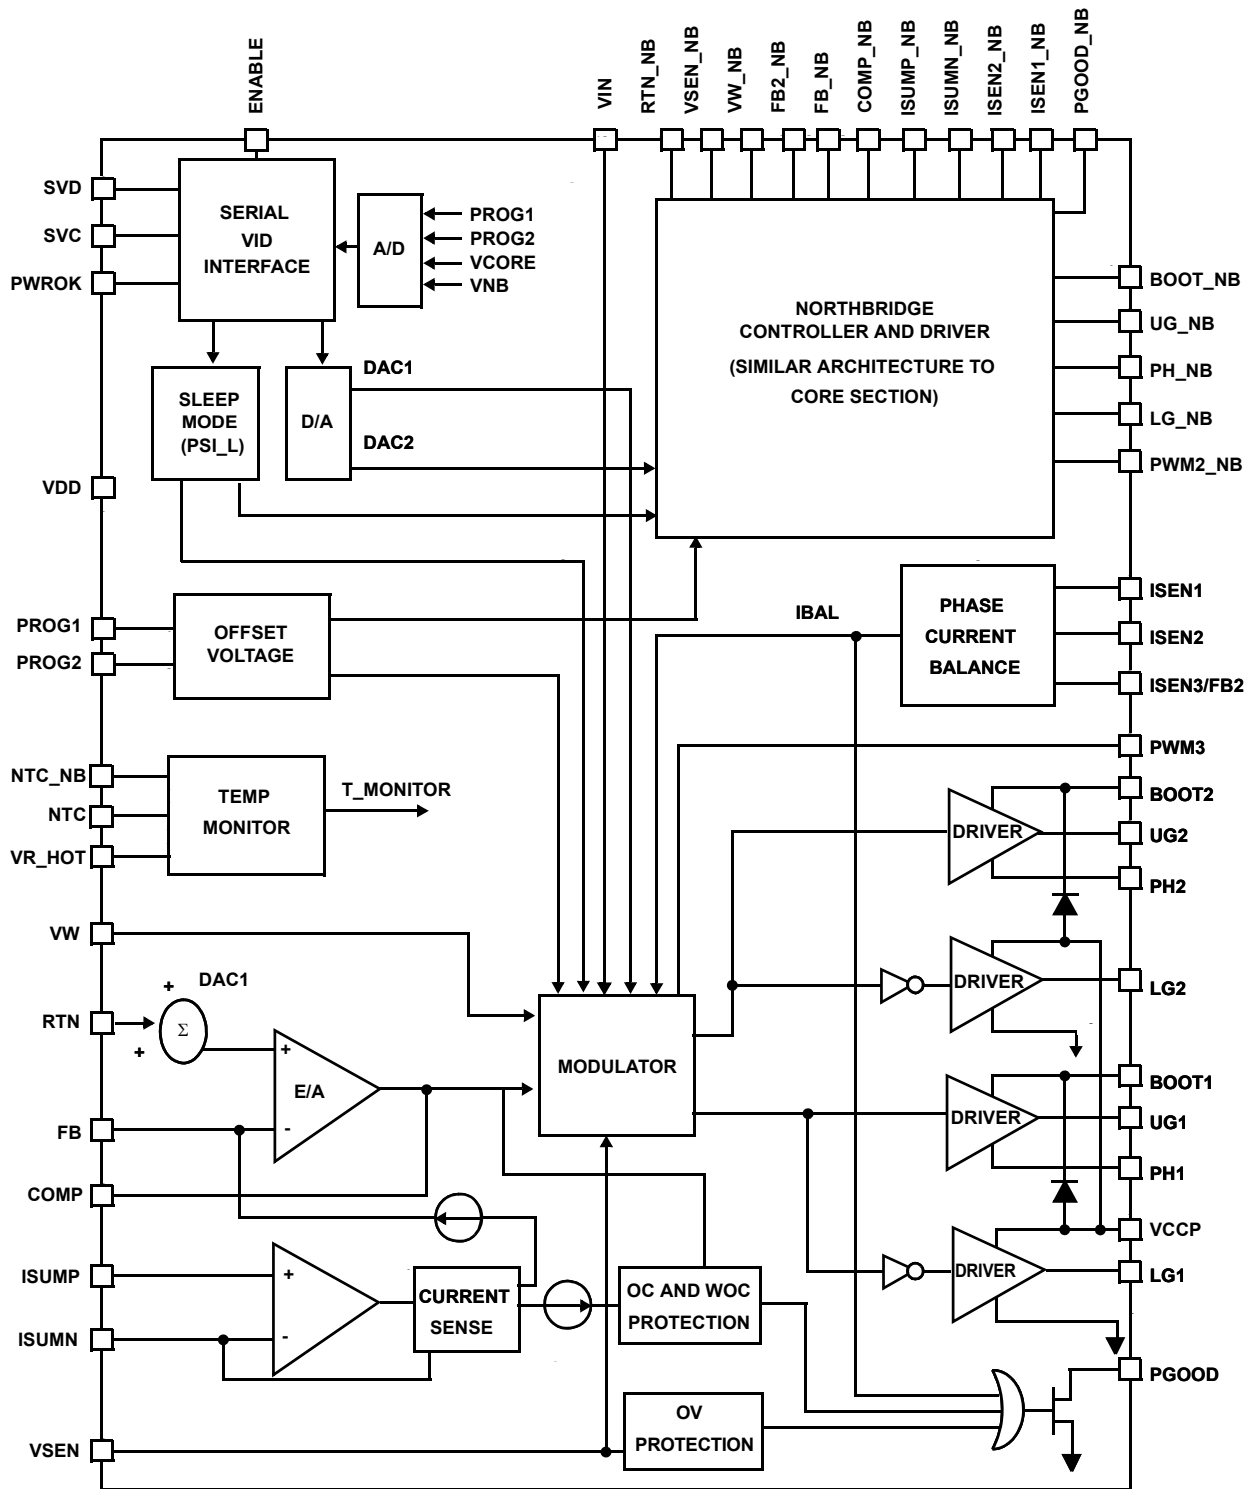 ENABLE
VIN
RTN_NB
VSEN_NB
VW_NB
FB2_NB
FB_NB
COMP_NB
ISUMP_NB
ISUMN_NB
ISEN2_NB
ISEN1_NB
PGOOD_NB
SVD
SVC
PWROK
SERIAL
VID
INTERFACE
A/D
PROG1
PROG2
VCORE
VNB
NORTHBRIDGE
CONTROLLER AND DRIVER
(SIMILAR ARCHITECTURE TO
CORE SECTION)
BOOT_NB
UG_NB
PH_NB
LG_NB
PWM2_NB
SLEEP
MODE
(PSI_L)
D/A
DAC1
DAC2
VDD
PROG1
PROG2
OFFSET
VOLTAGE
IBAL
PHASE
CURRENT
BALANCE
ISEN1
ISEN2
ISEN3/FB2
PWM3
NTC_NB
NTC
VR_HOT
TEMP
MONITOR
T_MONITOR
BOOT2
DRIVER
UG2
PH2
VW
DAC1
+
RTN
Σ
+
+
E/A
-
FB
COMP
MODULATOR
DRIVER
LG2
BOOT1
DRIVER
UG1
PH1
VCCP
DRIVER
LG1
ISUMP
+
ISUMN
-
CURRENT
SENSE
OC AND WOC
PROTECTION
PGOOD
OV
PROTECTION
VSEN